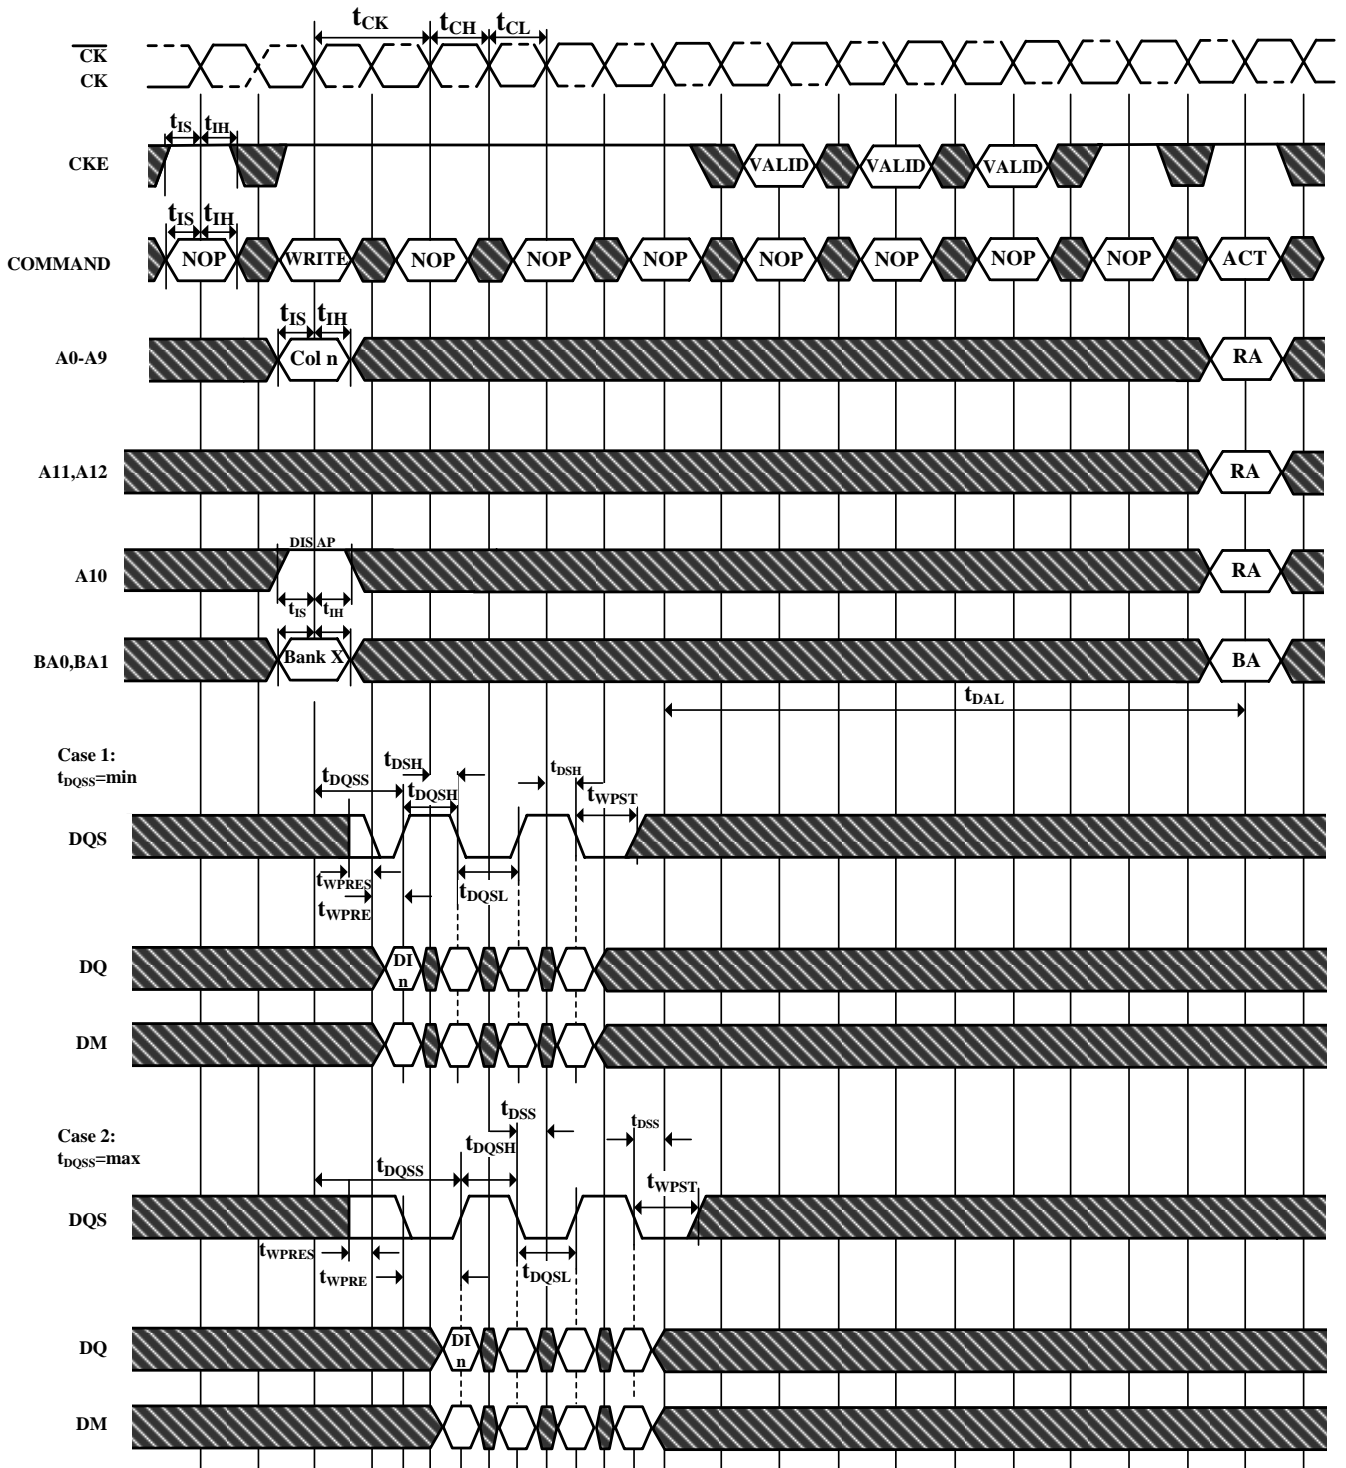 tCK tCH tCL
CK
CK
tIS tIH
CKE VALID VALID VALID
tIS tIH
COMMAND NOP WRITE NOP NOP NOP NOP NOP NOP NOP ACT
tIS tIH
A0-A9 Col n RA
A11,A12 RA
DIS AP
A10 RA
tIS tIH
BA0,BA1 Bank X BA
tDAL
Case 1:
tDQSS=min
tDSH tDSH
tDQSS tDQSH tWPST
DQS
tWPRES tDQSL
tWPRE
DQ DI
n
DM
tDSS tDSS
Case 2:
tDQSS=max
tDQSH
tDQSS tWPST
DQS
tWPRES
tWPRE tDQSL
DQ DI
n
DM